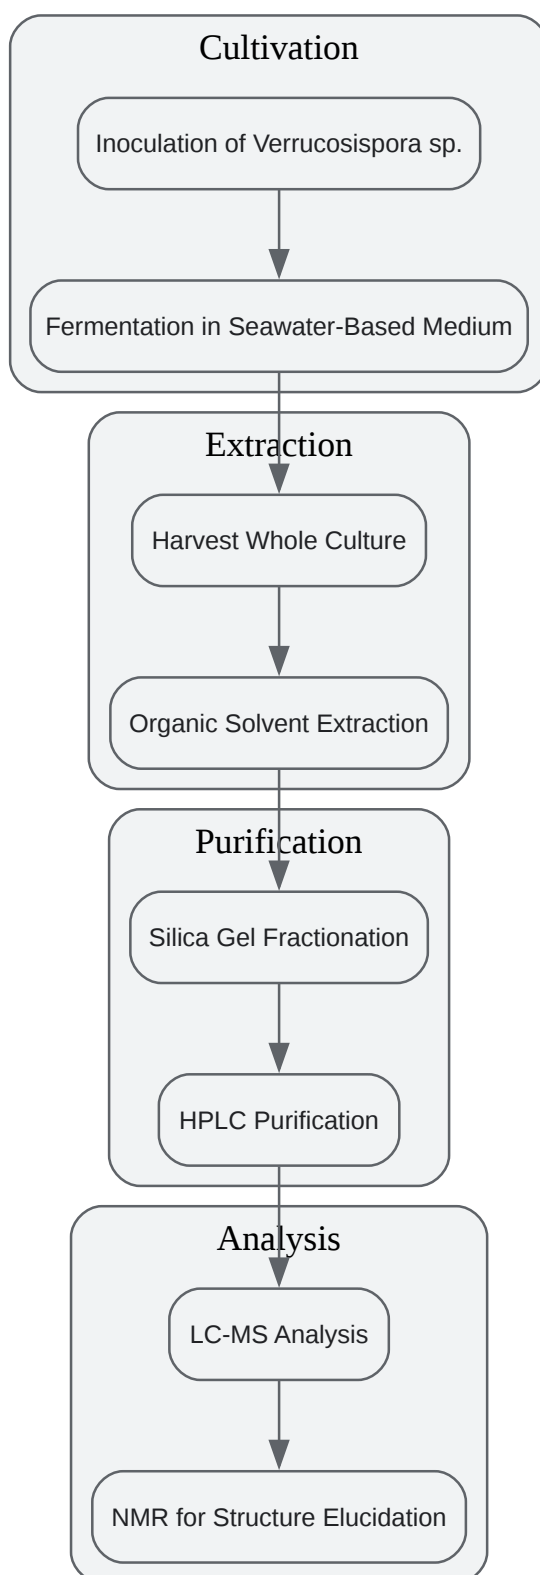 Cultivation
Inoculation of Verrucosispora sp.
Fermentation in Seawater-Based Medium
Extraction
Harvest Whole Culture
Organic Solvent Extraction
Purification
Silica Gel Fractionation
HPLC Purification
Analysis
LC-MS Analysis
NMR for Structure Elucidation